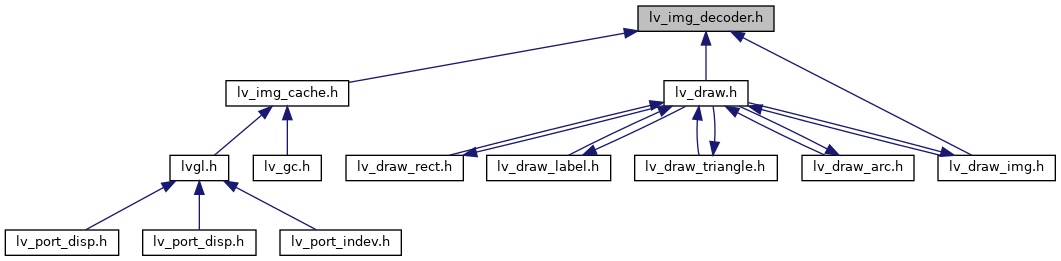 lv_img_decoder.h
lv_img_cache.h
lv_draw.h
lvgl.h
lv_gc.h
lv_draw_rect.h
lv_draw_label.h
lv_draw_triangle.h
lv_draw_arc.h
lv_draw_img.h
lv_port_disp.h
lv_port_disp.h
lv_port_indev.h